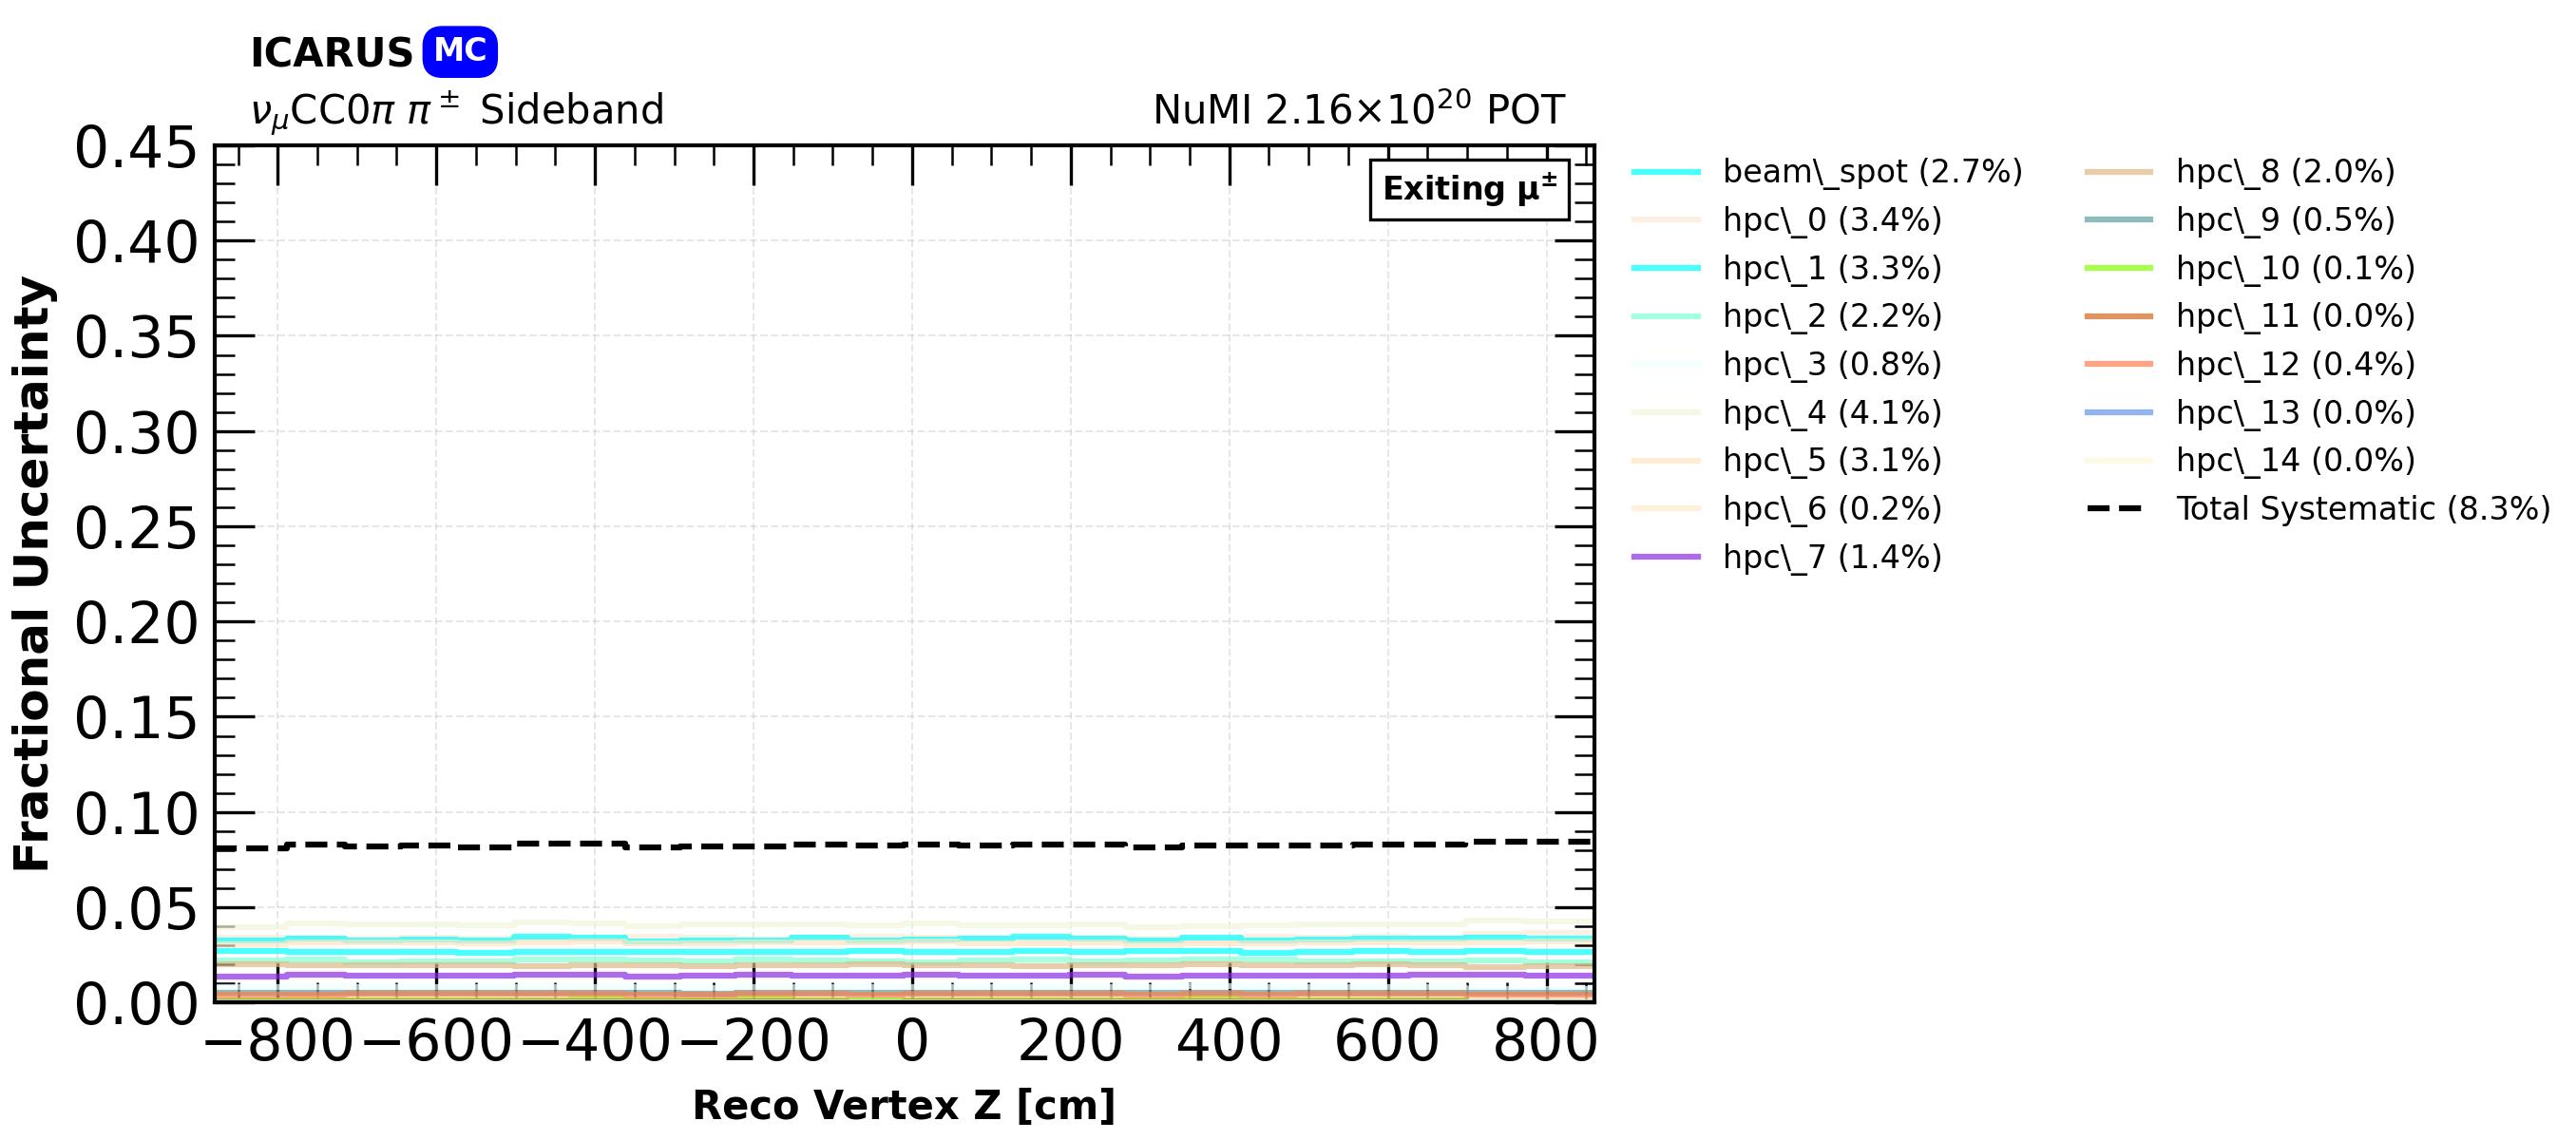 ICARUS MC
νμCC0π π± Sideband
NuMI 2.16×10²⁰ POT
Exiting μ±
Fractional Uncertainty
0.45
0.40
0.35
0.30
0.25
0.20
0.15
0.10
0.05
0.00
−800 −600 −400 −200 0 200 400 600 800
Reco Vertex Z [cm]
beam\_spot (2.7%)
hpc\_0 (3.4%)
hpc\_1 (3.3%)
hpc\_2 (2.2%)
hpc\_3 (0.8%)
hpc\_4 (4.1%)
hpc\_5 (3.1%)
hpc\_6 (0.2%)
hpc\_7 (1.4%)
hpc\_8 (2.0%)
hpc\_9 (0.5%)
hpc\_10 (0.1%)
hpc\_11 (0.0%)
hpc\_12 (0.4%)
hpc\_13 (0.0%)
hpc\_14 (0.0%)
Total Systematic (8.3%)